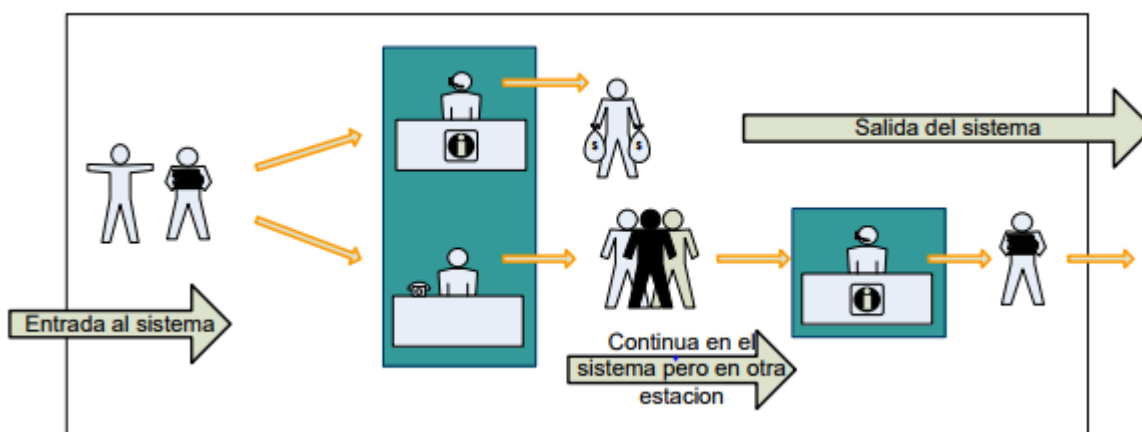 Salida del sistema
$ $
Entrada al sistema
Continua en el
sistema pero en otra
estacion